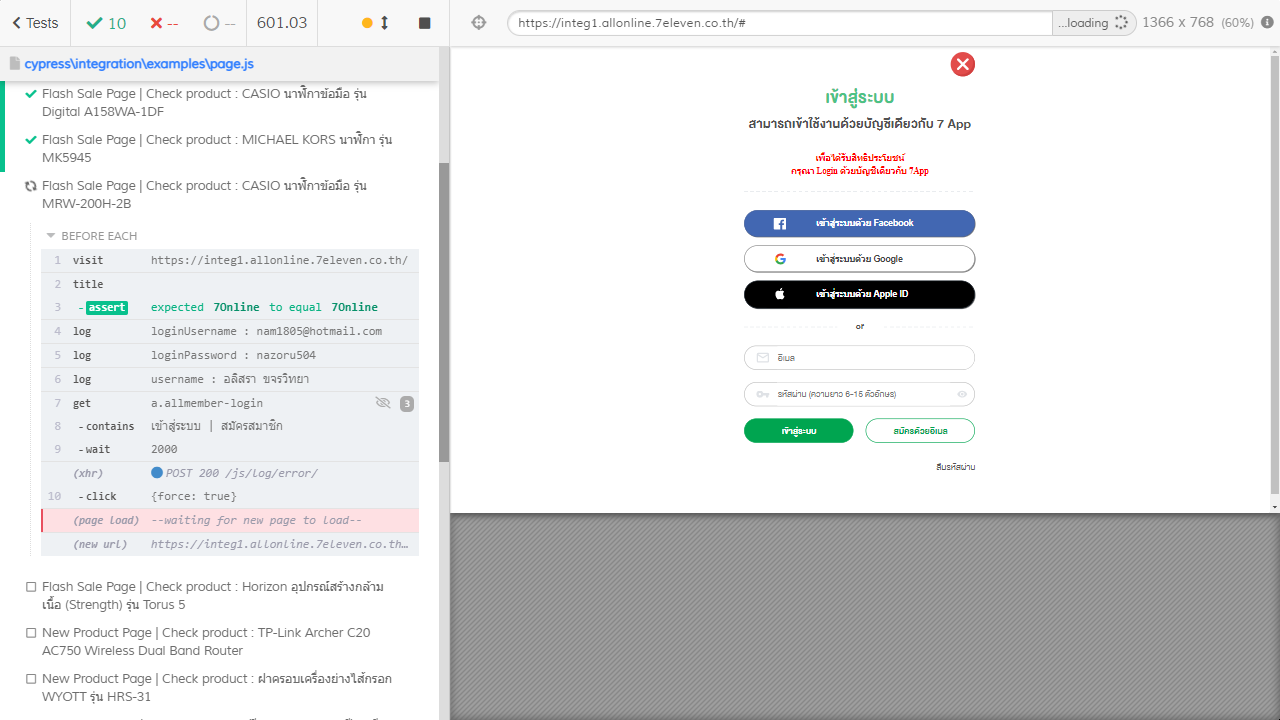 Tests
10
--
--
601.03
https://integ1.allonline.7eleven.co.th/#
...loading
1366 x 768 (60%)
cypress\integration\examples\page.js
Flash Sale Page | Check product : CASIO นาฬิกาข้อมือ รุ่น
Digital A158WA-1DF
Flash Sale Page | Check product : MICHAEL KORS นาฬิกา รุ่น
MK5945
Flash Sale Page | Check product : CASIO นาฬิกาข้อมือ รุ่น
MRW-200H-2B
BEFORE EACH
1 visit https://integ1.allonline.7eleven.co.th/
2 title
3 - assert expected 7Online to equal 7Online
4 log loginUsername : nam1805@hotmail.com
5 log loginPassword : nazoru504
6 log username : อลิสรา ขจรวิทยา
7 get a.allmember-login 3
8 - contains เข้าสู่ระบบ | สมัครสมาชิก
9 - wait 2000
(xhr) POST 200 /js/log/error/
10 - click {force: true}
(page load) --waiting for new page to load--
(new url) https://integ1.allonline.7eleven.co.th...
Flash Sale Page | Check product : Horizon อุปกรณ์สร้างกล้าม
เนื้อ (Strength) รุ่น Torus 5
New Product Page | Check product : TP-Link Archer C20
AC750 Wireless Dual Band Router
New Product Page | Check product : ฝาครอบเครื่องย่างไส้กรอก
WYOTT รุ่น HRS-31
เข้าสู่ระบบ
สามารถเข้าใช้งานด้วยบัญชีเดียวกับ 7 App
เพื่อได้รับสิทธิประโยชน์
กรุณา Login ด้วยบัญชีเดียวกับ 7App
เข้าสู่ระบบด้วย Facebook
เข้าสู่ระบบด้วย Google
เข้าสู่ระบบด้วย Apple ID
or
อีเมล
รหัสผ่าน (ความยาว 6-15 ตัวอักษร)
เข้าสู่ระบบ
สมัครด้วยอีเมล
ลืมรหัสผ่าน